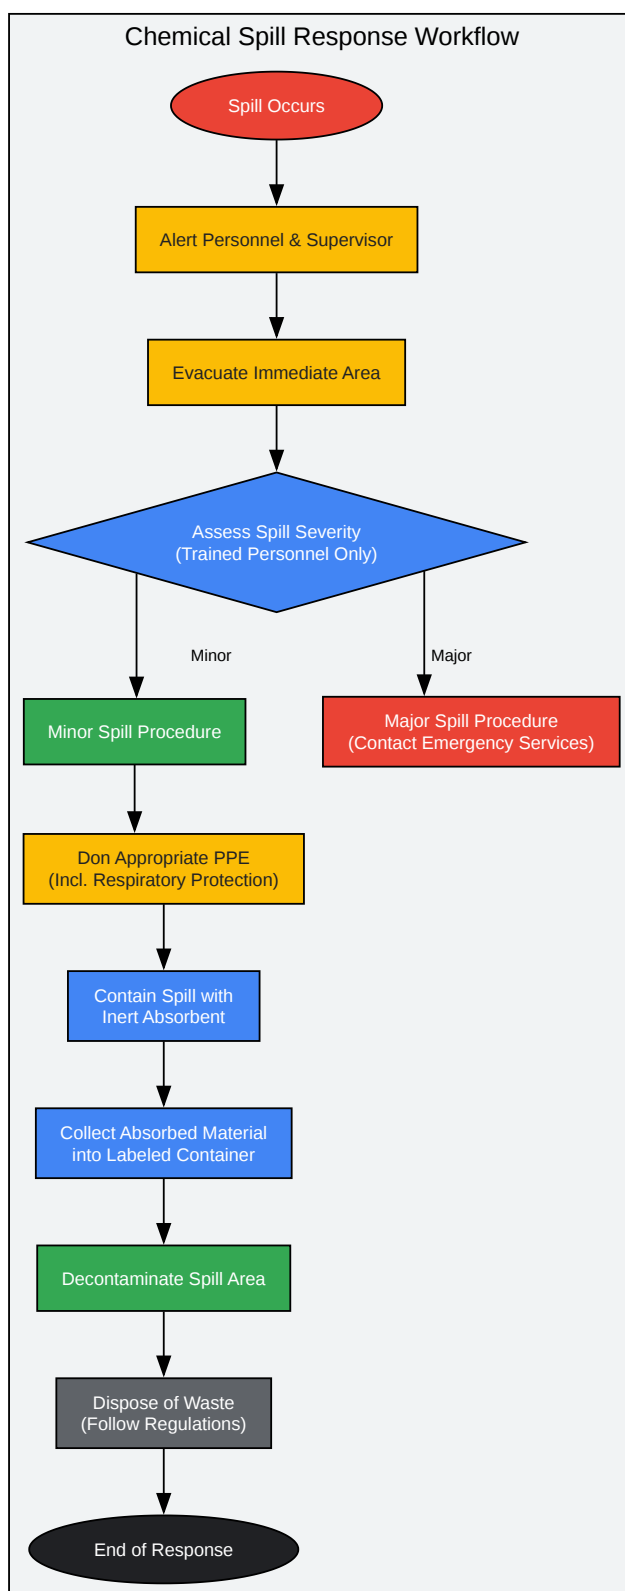 Chemical Spill Response Workflow
Spill Occurs
Alert Personnel & Supervisor
Evacuate Immediate Area
Assess Spill Severity
(Trained Personnel Only)
Minor
Major
Minor Spill Procedure
Major Spill Procedure
(Contact Emergency Services)
Don Appropriate PPE
(Incl. Respiratory Protection)
Contain Spill with
Inert Absorbent
Collect Absorbed Material
into Labeled Container
Decontaminate Spill Area
Dispose of Waste
(Follow Regulations)
End of Response